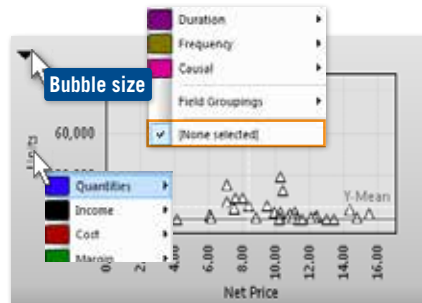 Duration
Frequency
Causal
Field Groupings
[None selected]
Bubble size
60,000
Units
Quantities
Income
Cost
Margin
Y-Mean
4.00
6.00
8.00
10.00
12.00
14.00
16.00
Net Price